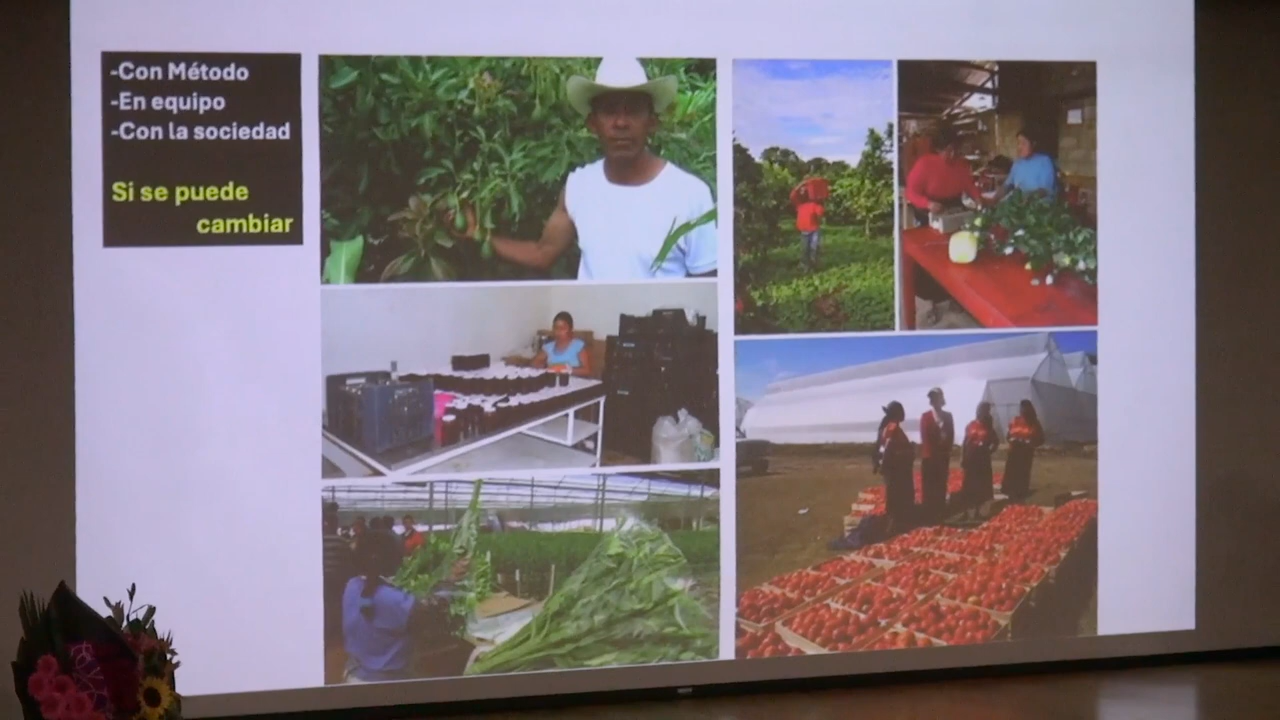 -Con Método
-En equipo
-Con la sociedad
Si se puede
cambiar